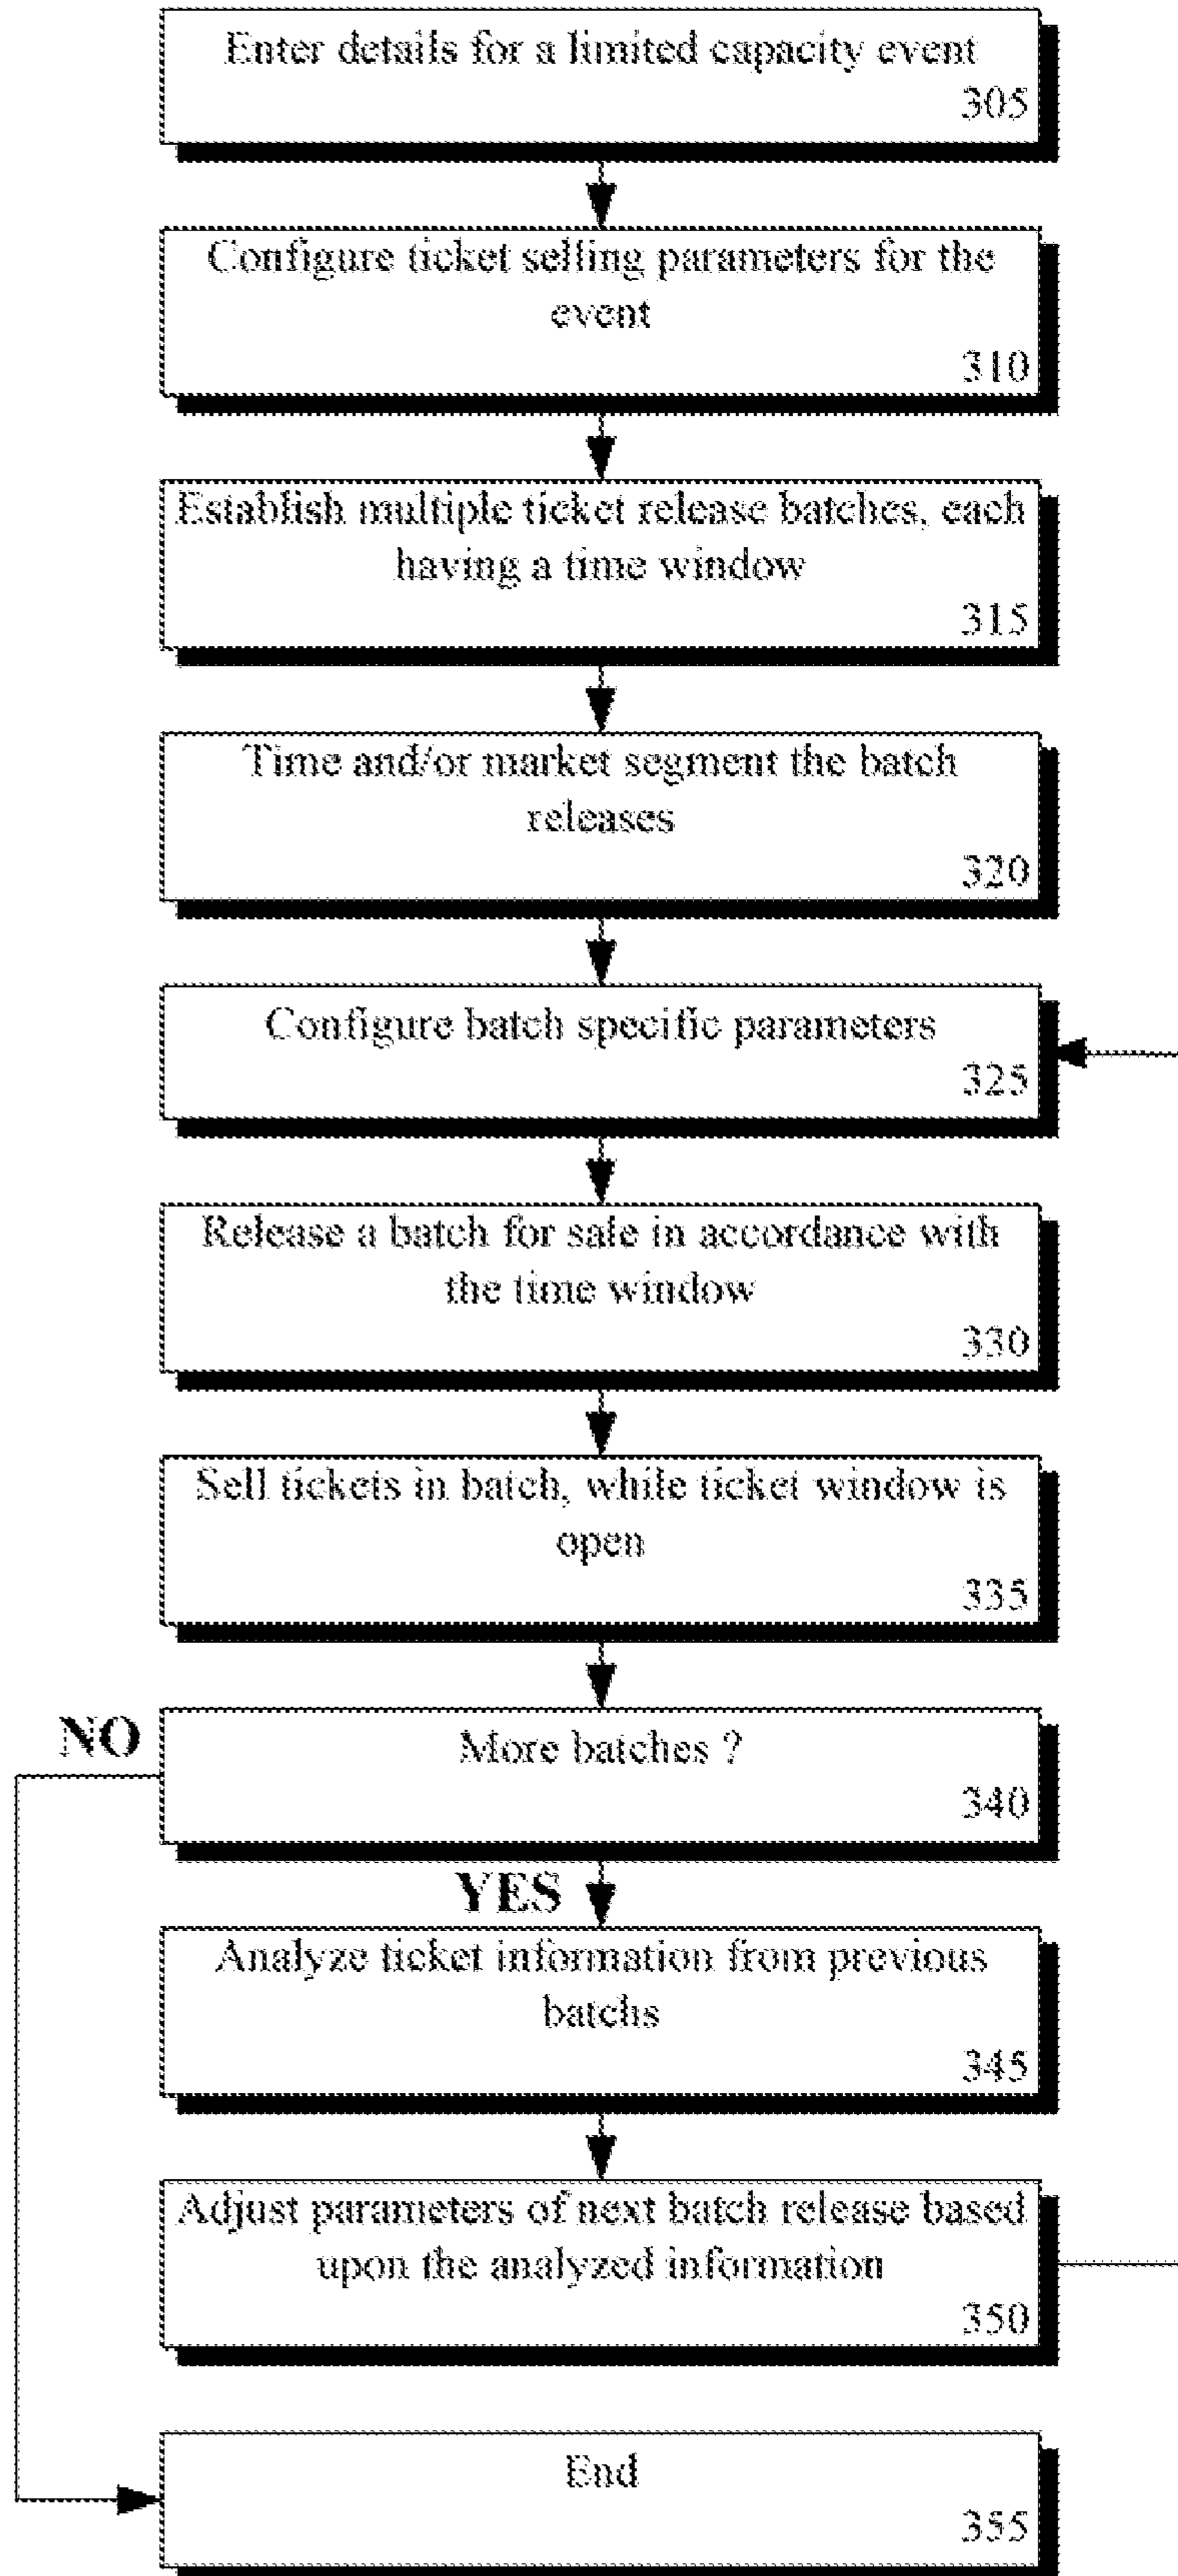 Enter details for a limited capacity event
305
Configure ticket selling parameters for the
event
310
Establish multiple ticket release batches, each
having a time window
315
Time and/or market segment the batch
releases
320
Configure batch specific parameters
325
Release a batch for sale in accordance with
the time window
330
Sell tickets in batch, while ticket window is
open
335
NO
More batches ?
340
YES
Analyze ticket information from previous
batchs
345
Adjust parameters of next batch release based
upon the analyzed information
350
End
355